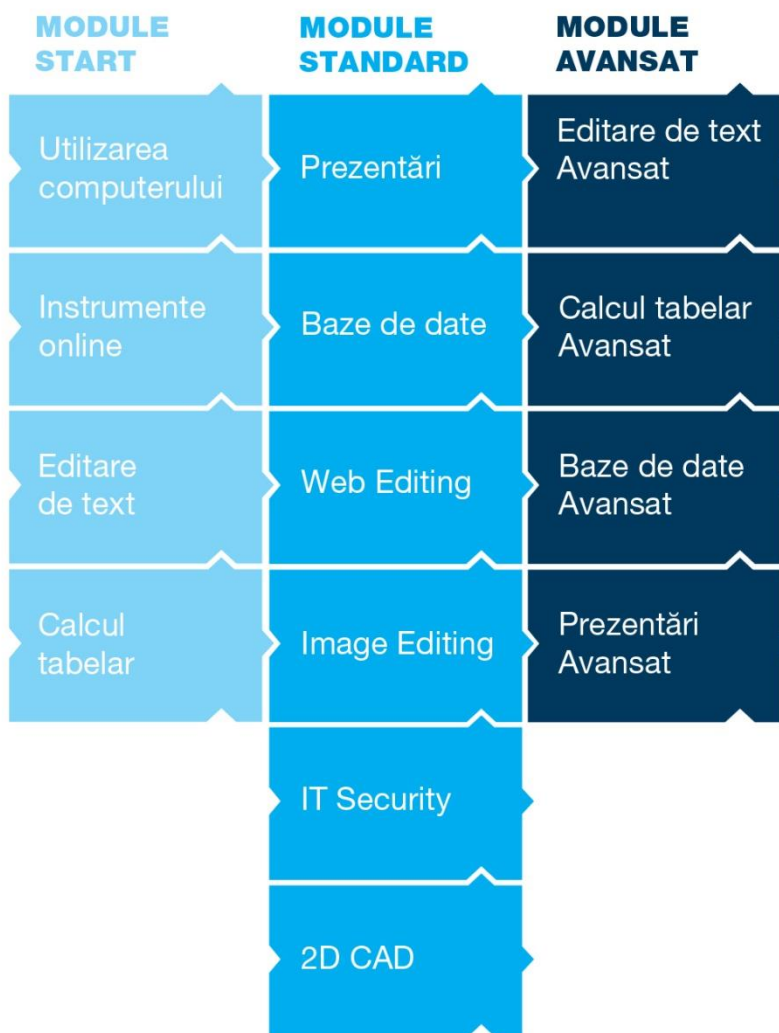 MODULE
START
Utilizarea
computerului
Instrumente
online
Editare
de text
Calcul
tabelar
MODULE
STANDARD
Prezentări
Baze de date
Web Editing
Image Editing
IT Security
2D CAD
MODULE
AVANSAT
Editare de text
Avansat
Calcul tabelar
Avansat
Baze de date
Avansat
Prezentări
Avansat